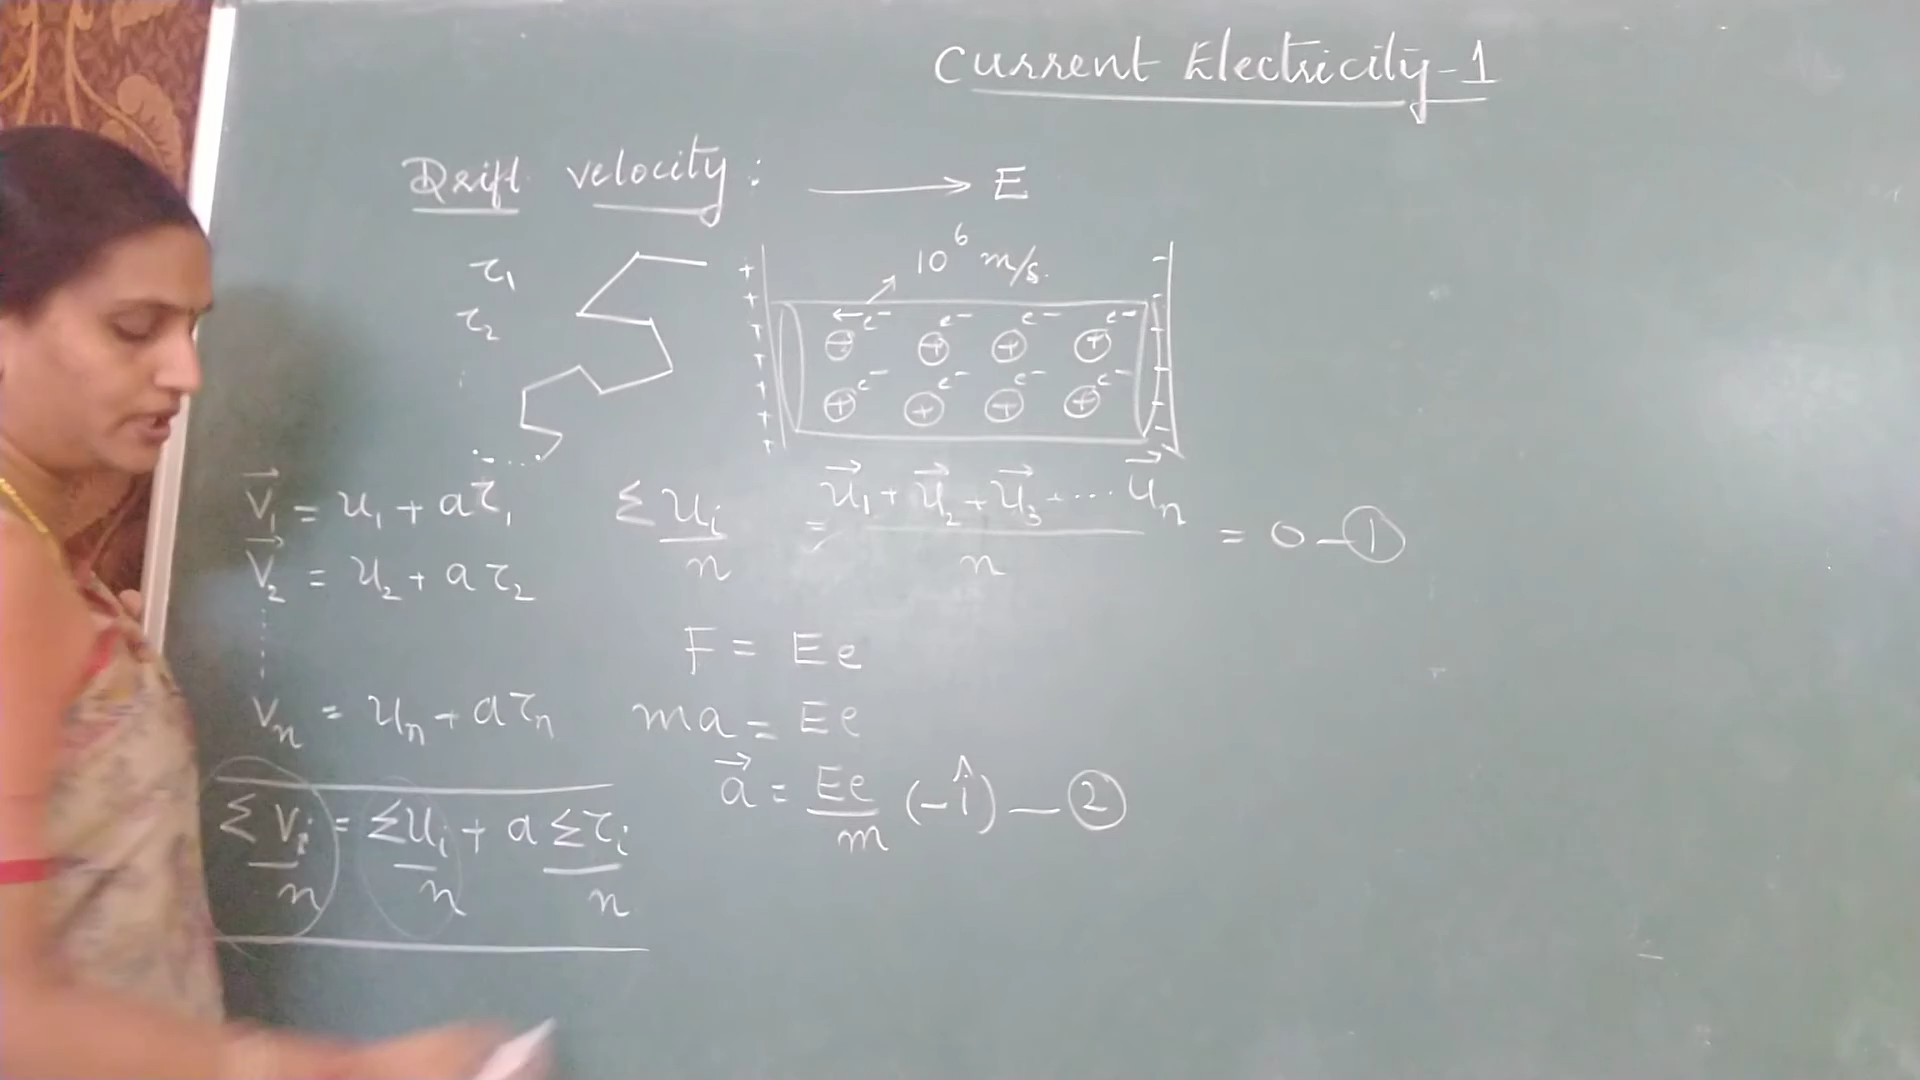 Current Electricity-1
Drift velocity : → E
τ₁
τ₂
10⁶ m/s.
+ + + + + + +
- - - - - - -
⊖ e⁻ ⊕ e⁻ ⊕ e⁻ ⊕ e⁻
⊕ e⁻ ⊕ e⁻ ⊕ e⁻ ⊕ e⁻
V⃗₁ = u₁ + aτ₁
V⃗₂ = u₂ + aτ₂
Vₙ = uₙ + aτₙ
ΣVᵢ/n = Σuᵢ/n + a Στᵢ/n
Σuᵢ/n = u⃗₁ + u⃗₂ + u⃗₃ + .... u⃗ₙ / n = 0 — ①
F = Ee
ma = Ee
a⃗ = Ee/m (-î) — ②